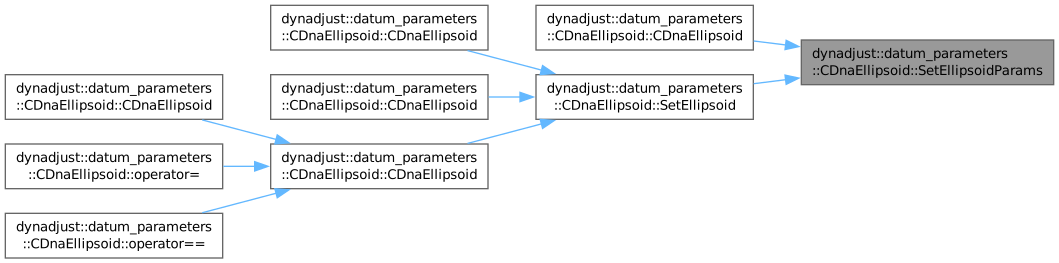 dynadjust::datum_parameters
::CDnaEllipsoid::CDnaEllipsoid
dynadjust::datum_parameters
::CDnaEllipsoid::CDnaEllipsoid
dynadjust::datum_parameters
::CDnaEllipsoid::SetEllipsoidParams
dynadjust::datum_parameters
::CDnaEllipsoid::CDnaEllipsoid
dynadjust::datum_parameters
::CDnaEllipsoid::CDnaEllipsoid
dynadjust::datum_parameters
::CDnaEllipsoid::SetEllipsoid
dynadjust::datum_parameters
::CDnaEllipsoid::operator=
dynadjust::datum_parameters
::CDnaEllipsoid::CDnaEllipsoid
dynadjust::datum_parameters
::CDnaEllipsoid::operator==